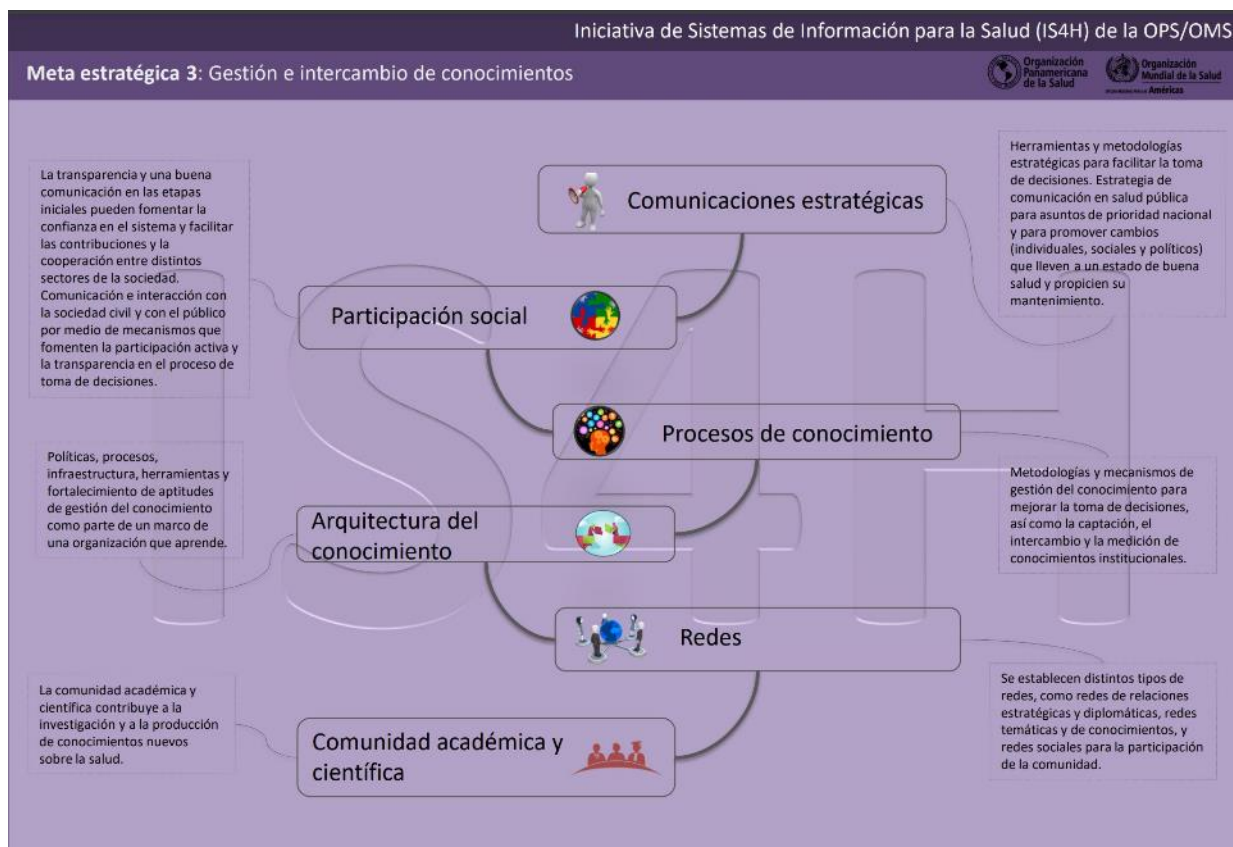 Iniciativa de Sistemas de Información para la Salud (IS4H) de la OPS/OMS
Meta estratégica 3: Gestión e intercambio de conocimientos
Organización
Panamericana
de la Salud
Organización
Mundial de la Salud
Américas
Comunicaciones estratégicas
Herramientas y metodologías
estratégicas para facilitar la toma
de decisiones. Estrategia de
comunicación en salud pública
para asuntos de prioridad nacional
y para promover cambios
(individuales, sociales y políticos)
que lleven a un estado de buena
salud y propicien su
mantenimiento.
La transparencia y una buena
comunicación en las etapas
iniciales pueden fomentar la
confianza en el sistema y facilitar
las contribuciones y la
cooperación entre distintos
sectores de la sociedad.
Comunicación e interacción con
la sociedad civil y con el público
por medio de mecanismos que
fomenten la participación activa y
la transparencia en el proceso de
toma de decisiones.
Participación social
Procesos de conocimiento
Metodologías y mecanismos de
gestión del conocimiento para
mejorar la toma de decisiones,
así como la captación, el
intercambio y la medición de
conocimientos institucionales.
Políticas, procesos,
infraestructura, herramientas y
fortalecimiento de aptitudes
de gestión del conocimiento
como parte de un marco de
una organización que aprende.
Arquitectura del
conocimiento
Redes
Se establecen distintos tipos de
redes, como redes de relaciones
estratégicas y diplomáticas, redes
temáticas y de conocimientos, y
redes sociales para la participación
de la comunidad.
La comunidad académica y
científica contribuye a la
investigación y a la producción
de conocimientos nuevos
sobre la salud.
Comunidad académica y
científica
IS4H